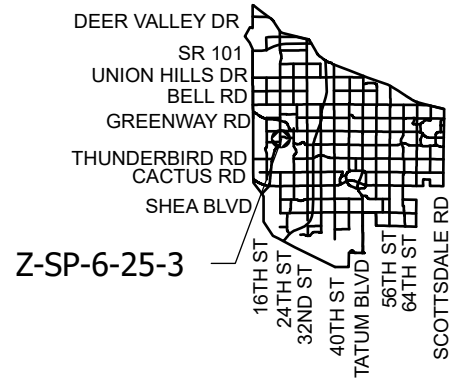 DEER VALLEY DR
SR 101
UNION HILLS DR
BELL RD
GREENWAY RD
THUNDERBIRD RD
CACTUS RD
SHEA BLVD
Z-SP-6-25-3
16TH ST
24TH ST
32ND ST
40TH ST
TATUM BLVD
56TH ST
64TH ST
SCOTTSDALE RD